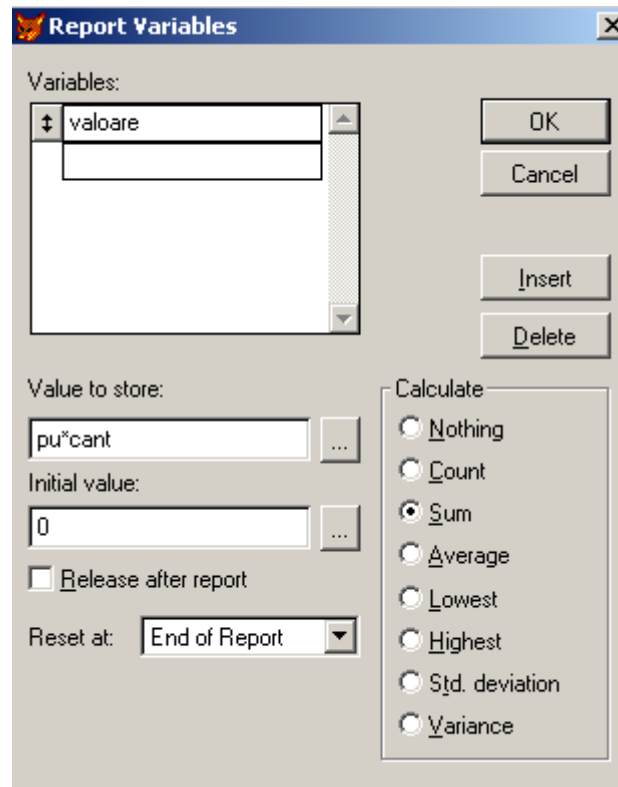 Report Variables
Variables:
valoare
OK
Cancel
Insert
Delete
Value to store:
pu*cant
...
Initial value:
0
...
Release after report
Reset at: End of Report
Calculate
Nothing
Count
Sum
Average
Lowest
Highest
Std. deviation
Variance